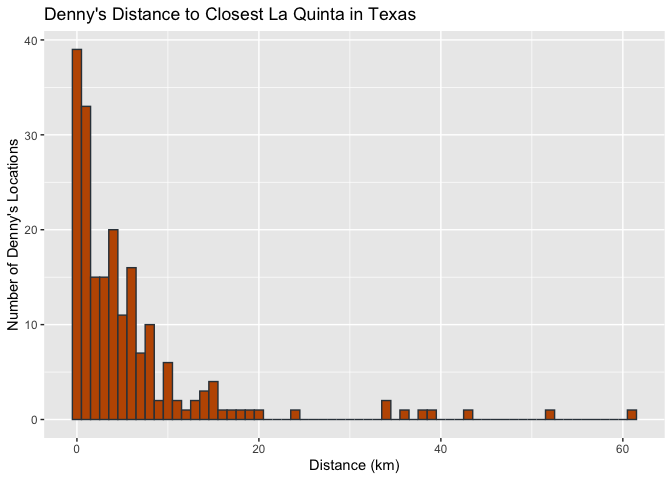 Denny's Distance to Closest La Quinta in Texas
Number of Denny's Locations
40
30
20
10
0
0 20 40 60
Distance (km)